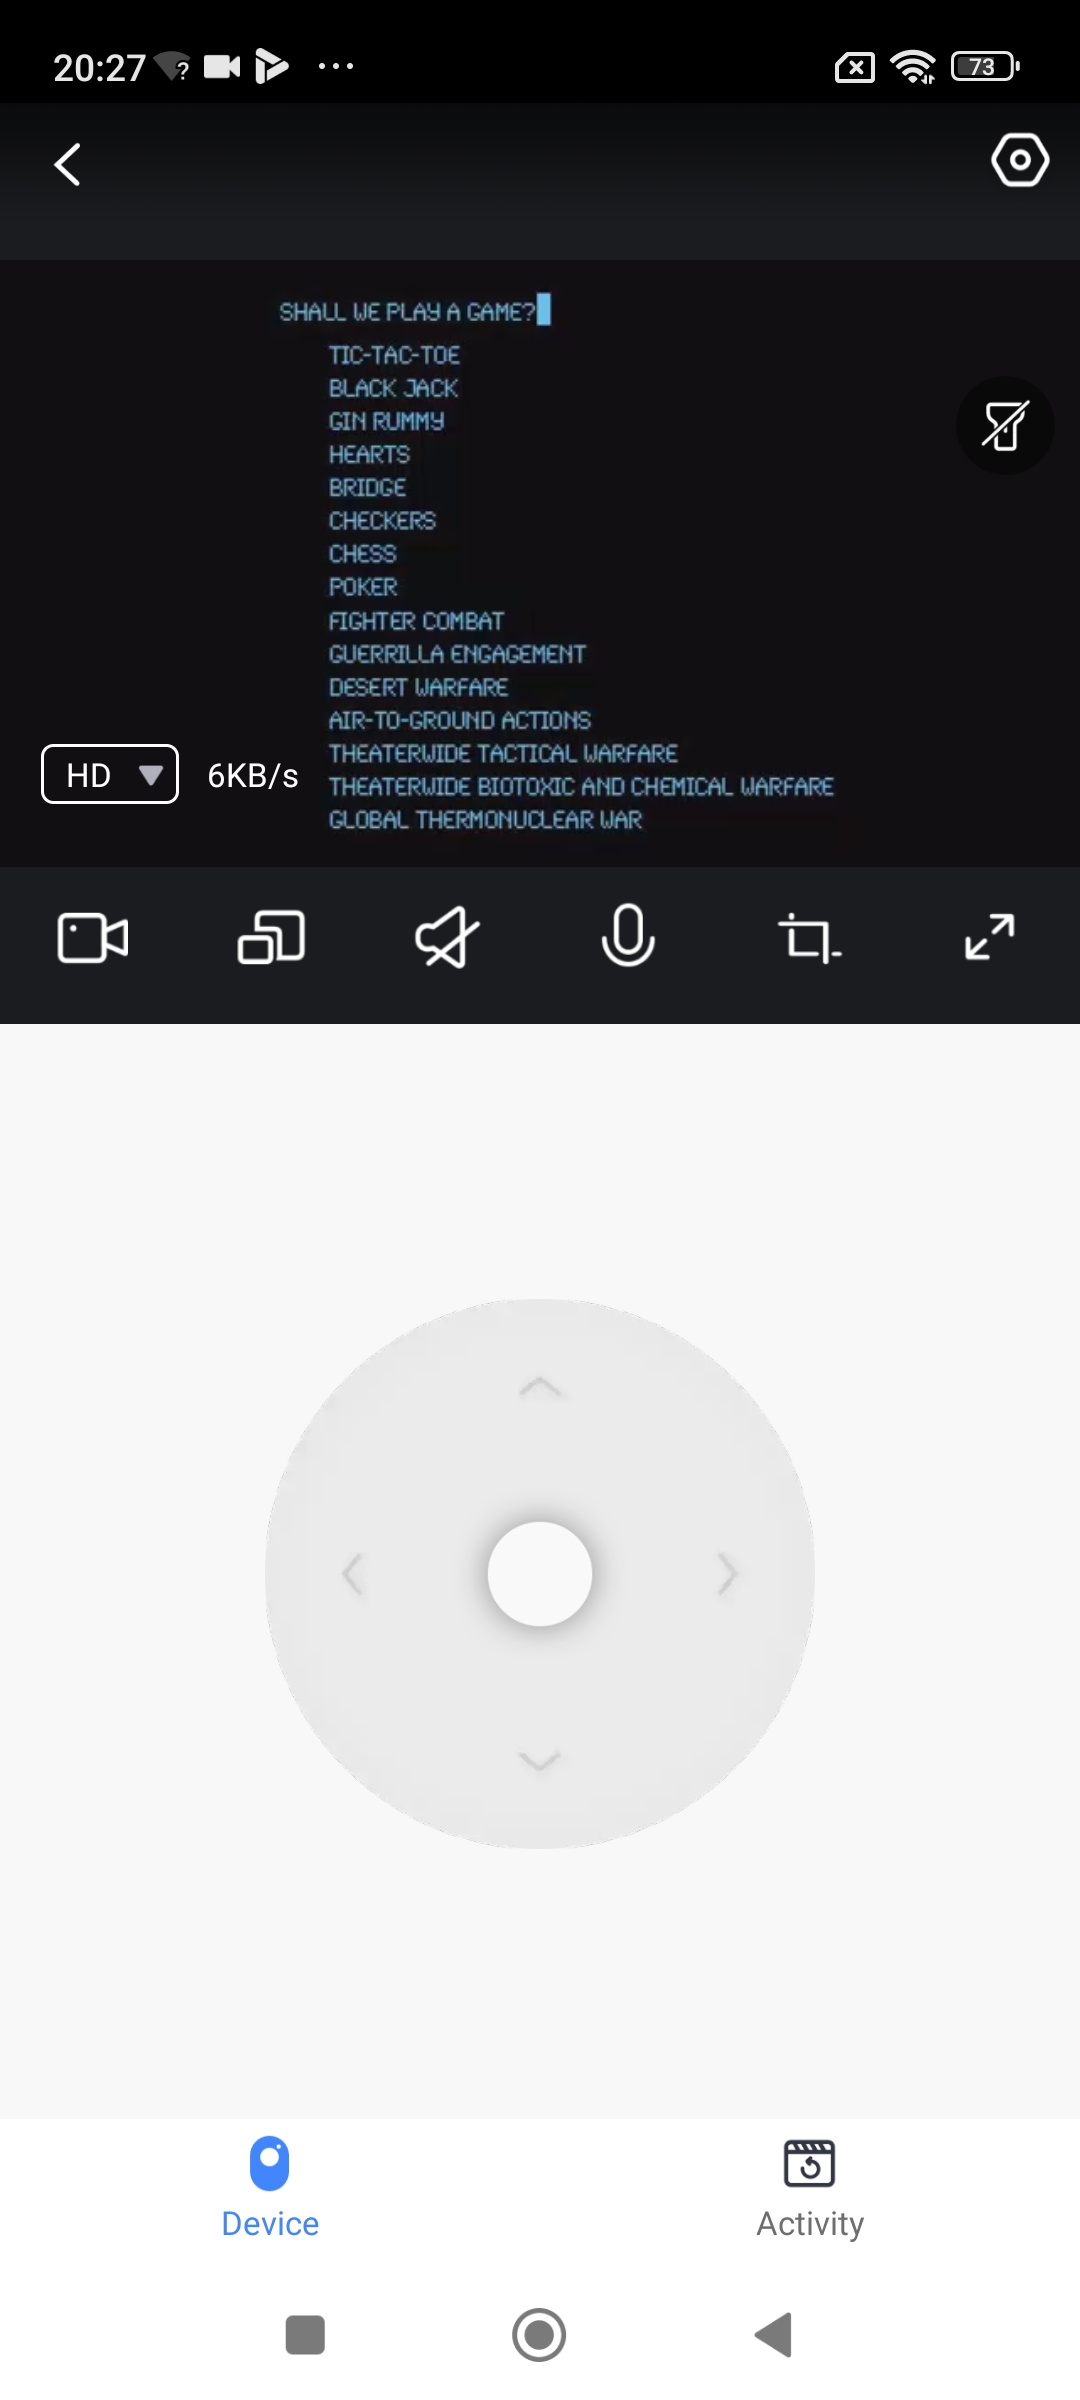 20:27
73
SHALL WE PLAY A GAME?
TIC-TAC-TOE
BLACK JACK
GIN RUMMY
HEARTS
BRIDGE
CHECKERS
CHESS
POKER
FIGHTER COMBAT
GUERRILLA ENGAGEMENT
DESERT WARFARE
AIR-TO-GROUND ACTIONS
THEATERWIDE TACTICAL WARFARE
THEATERWIDE BIOTOXIC AND CHEMICAL WARFARE
GLOBAL THERMONUCLEAR WAR
HD
6KB/s
Device
Activity